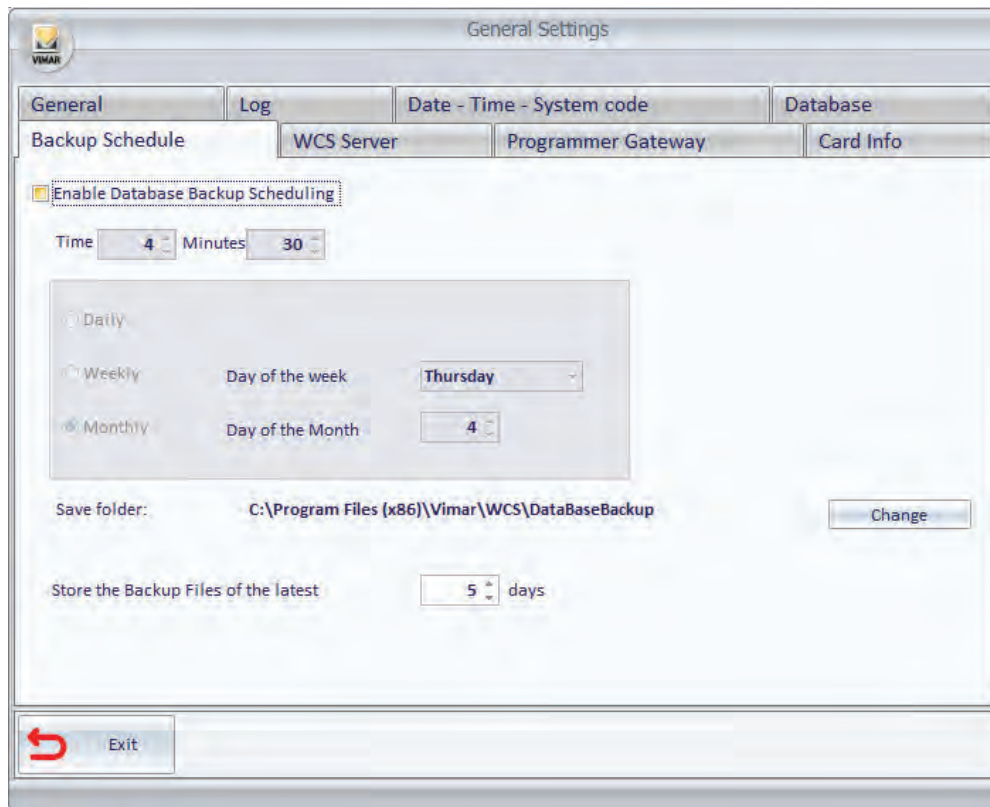 General Settings
VIMAR
General Log Date - Time - System code Database
Backup Schedule WCS Server Programmer Gateway Card Info
Enable Database Backup Scheduling
Time 4 Minutes 30
Daily
Weekly Day of the week Thursday
Monthly Day of the Month 4
Save folder: C:\Program Files (x86)\Vimar\WCS\DataBaseBackup Change
Store the Backup Files of the latest 5 days
Exit